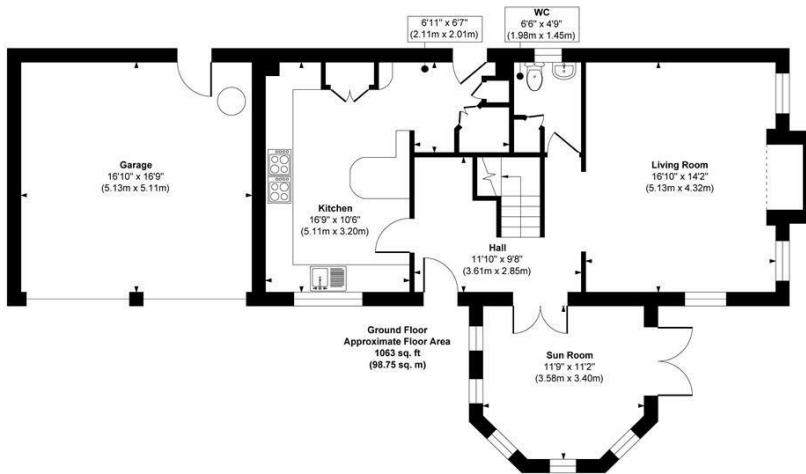 6'11" x 6'7"
(2.11m x 2.01m)
WC
6'6" x 4'9"
(1.98m x 1.45m)
Garage
16'10" x 16'9"
(5.13m x 5.11m)
Kitchen
16'9" x 10'6"
(5.11m x 3.20m)
Living Room
16'10" x 14'2"
(5.13m x 4.32m)
Hall
11'10" x 9'8"
(3.61m x 2.85m)
Ground Floor
Approximate Floor Area
1063 sq. ft
(98.75 sq. m)
Sun Room
11'9" x 11'2"
(3.58m x 3.40m)